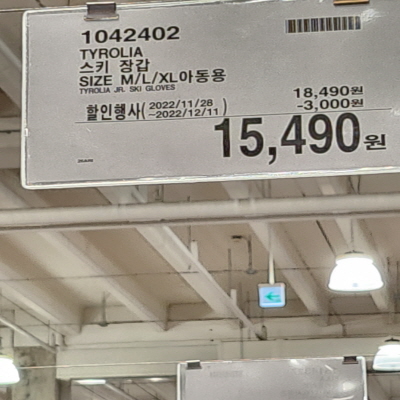 1042402
TYROLIA
스키 장갑
SIZE M/L/XL아동용
TYROLIA JR. SKI GLOVES
18,490원
할인행사( 2022/11/28 ~2022/12/11 ) -3,000원
15,490원